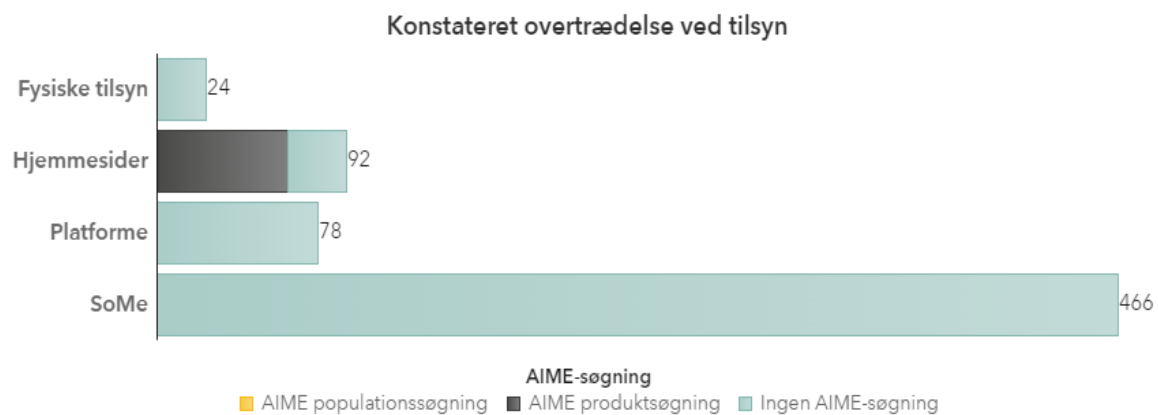 Konstateret overtrædelse ved tilsyn
Fysiske tilsyn 24
Hjemmesider 92
Platforme 78
SoMe 466
AIME-søgning
AIME populationssøgning AIME produktsøgning Ingen AIME-søgning